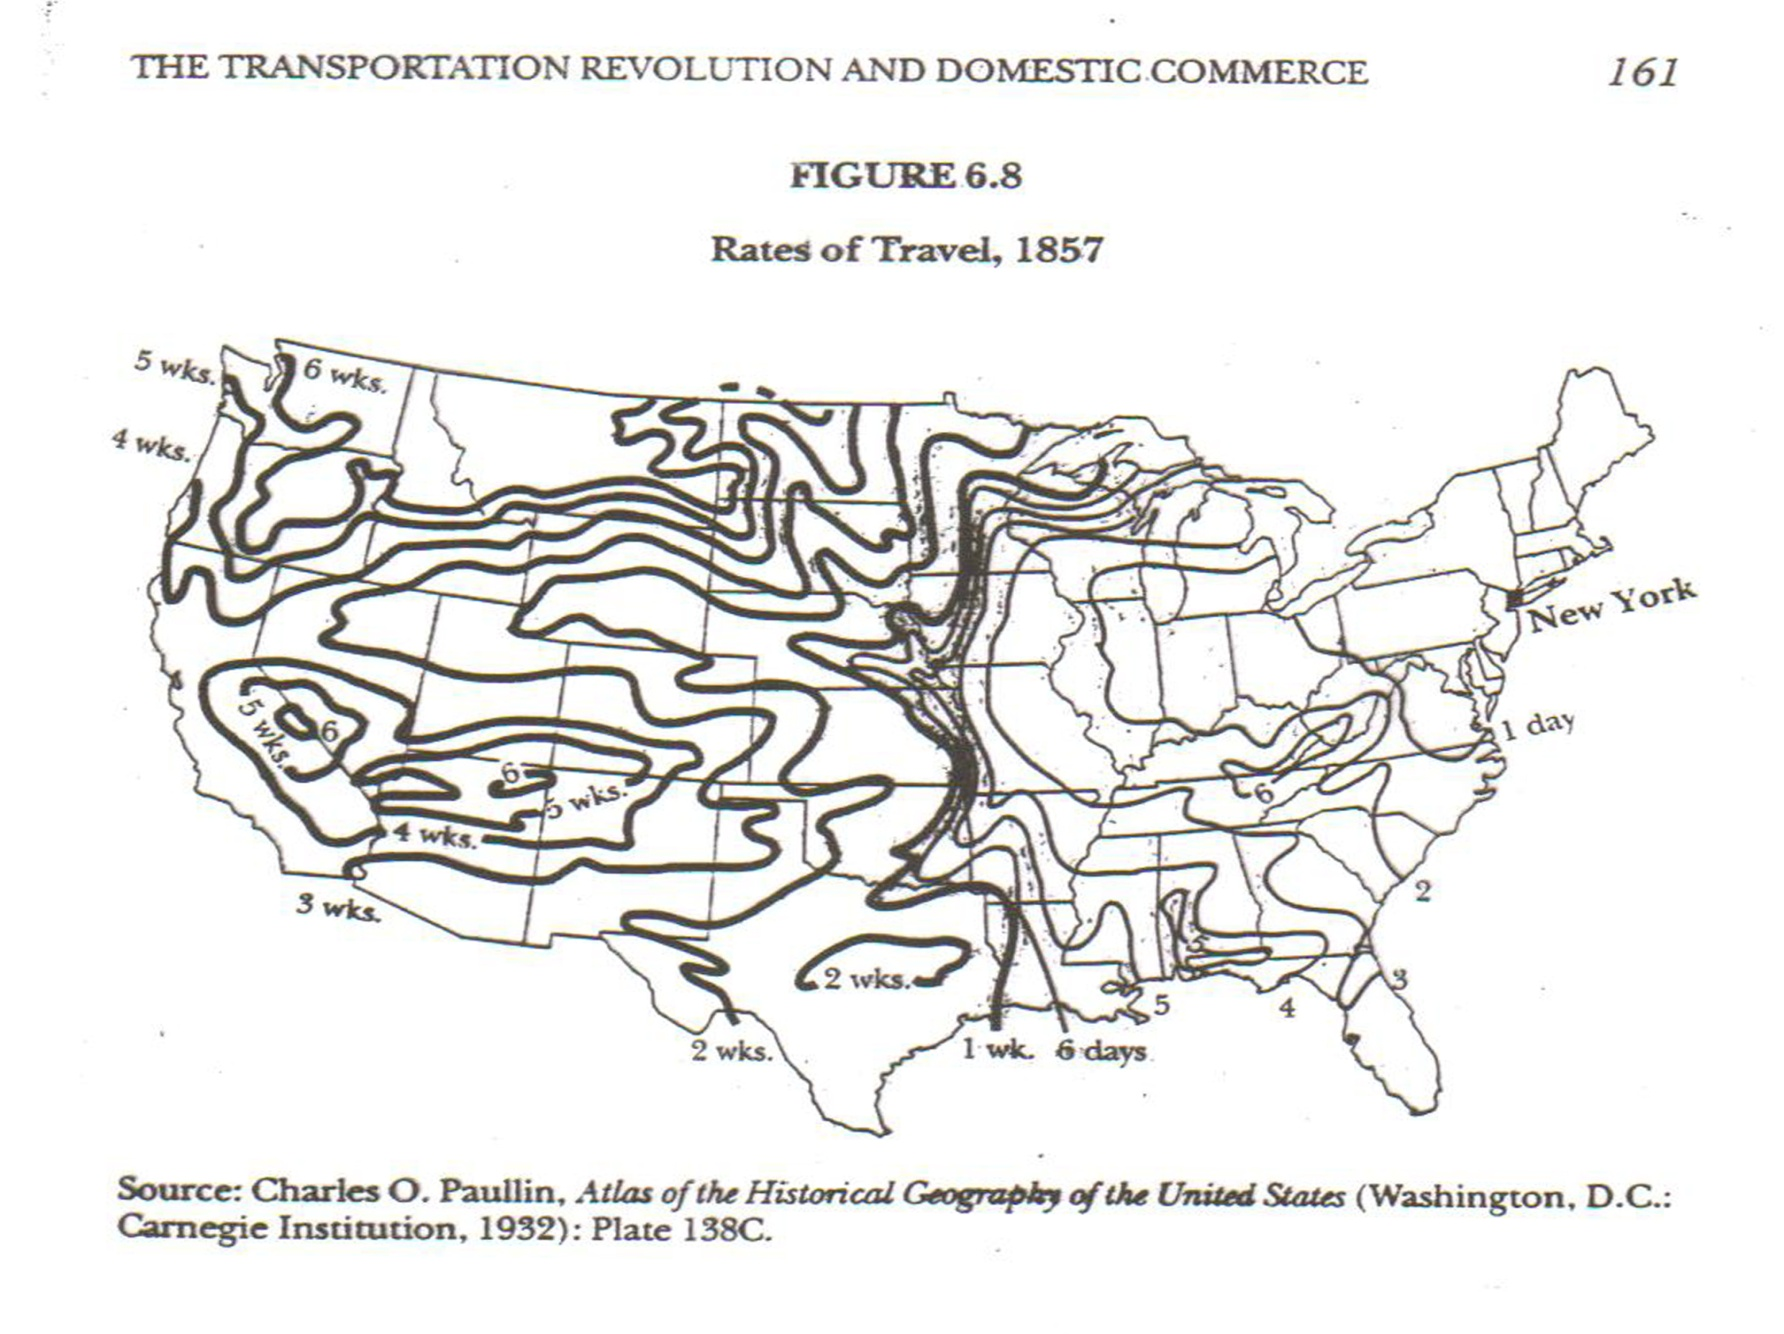 THE TRANSPORTATION REVOLUTION AND DOMESTIC COMMERCE 161
FIGURE 6.8
Rates of Travel, 1857
5 wks.
6 wks.
4 wks.
New York
5 wks.
6
1 day
6
5 wks.
6
4 wks.
2
3 wks.
5
2 wks.
3
5
4
2 wks.
1 wk.
6 days
Source: Charles O. Paullin, Atlas of the Historical Geography of the United States (Washington, D.C.:
Carnegie Institution, 1932): Plate 138C.